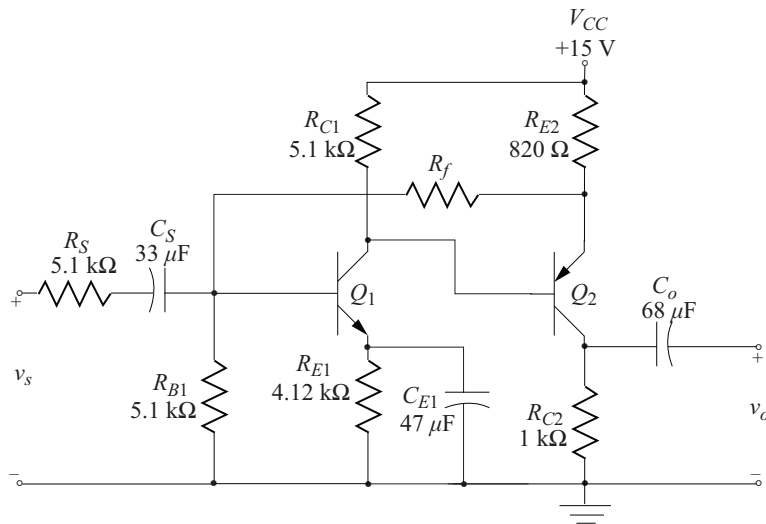 V_CC
+15 V
R_C1
5.1 kΩ
R_E2
820 Ω
R_f
R_S
5.1 kΩ
C_S
33 μF
Q_1
Q_2
C_o
68 μF
+
+
v_s
R_B1
5.1 kΩ
R_E1
4.12 kΩ
C_E1
47 μF
R_C2
1 kΩ
v_o
−
−